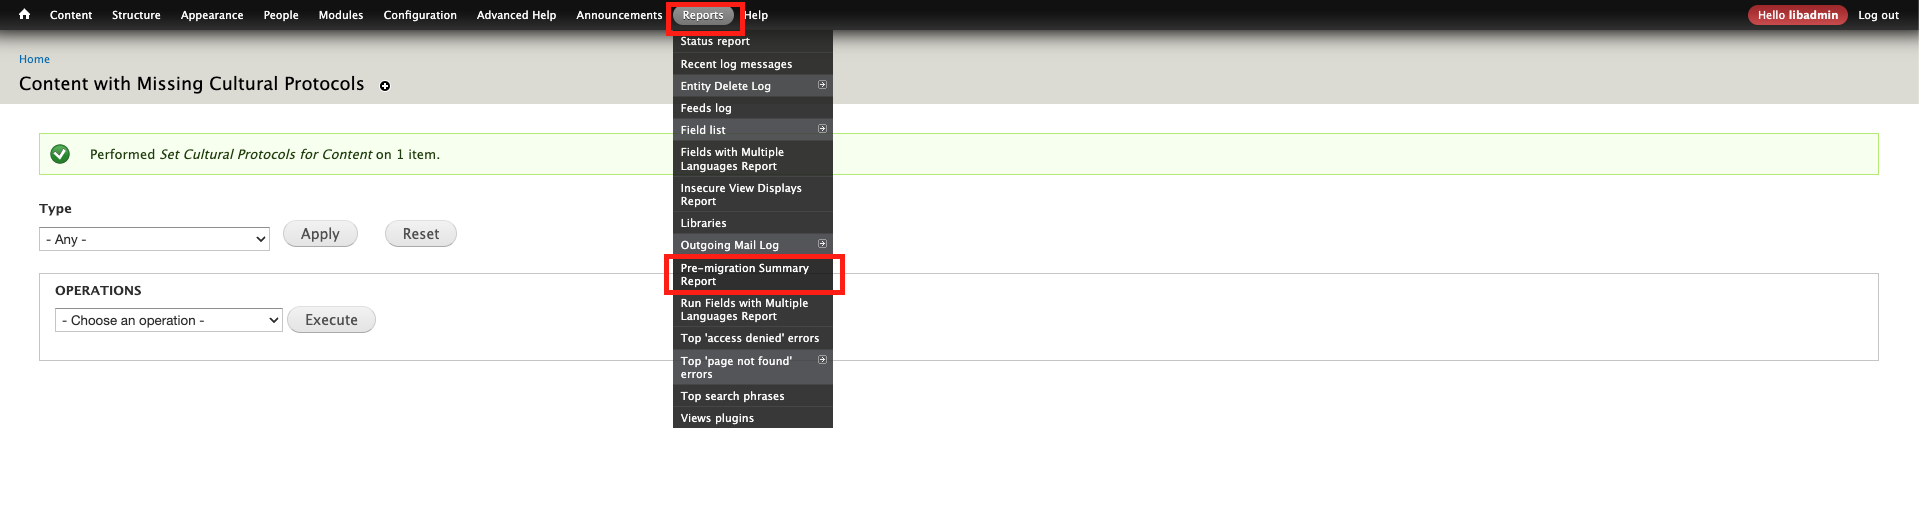 Content Structure Appearance People Modules Configuration Advanced Help Announcements Reports Help Hello libadmin Log out
Home
Content with Missing Cultural Protocols
Performed Set Cultural Protocols for Content on 1 item.
Type
- Any -
Apply
Reset
OPERATIONS
- Choose an operation -
Execute
Status report
Recent log messages
Entity Delete Log
Feeds log
Field list
Fields with Multiple
Languages Report
Insecure View Displays
Report
Libraries
Outgoing Mail Log
Pre-migration Summary
Report
Run Fields with Multiple
Languages Report
Top 'access denied' errors
Top 'page not found'
errors
Top search phrases
Views plugins